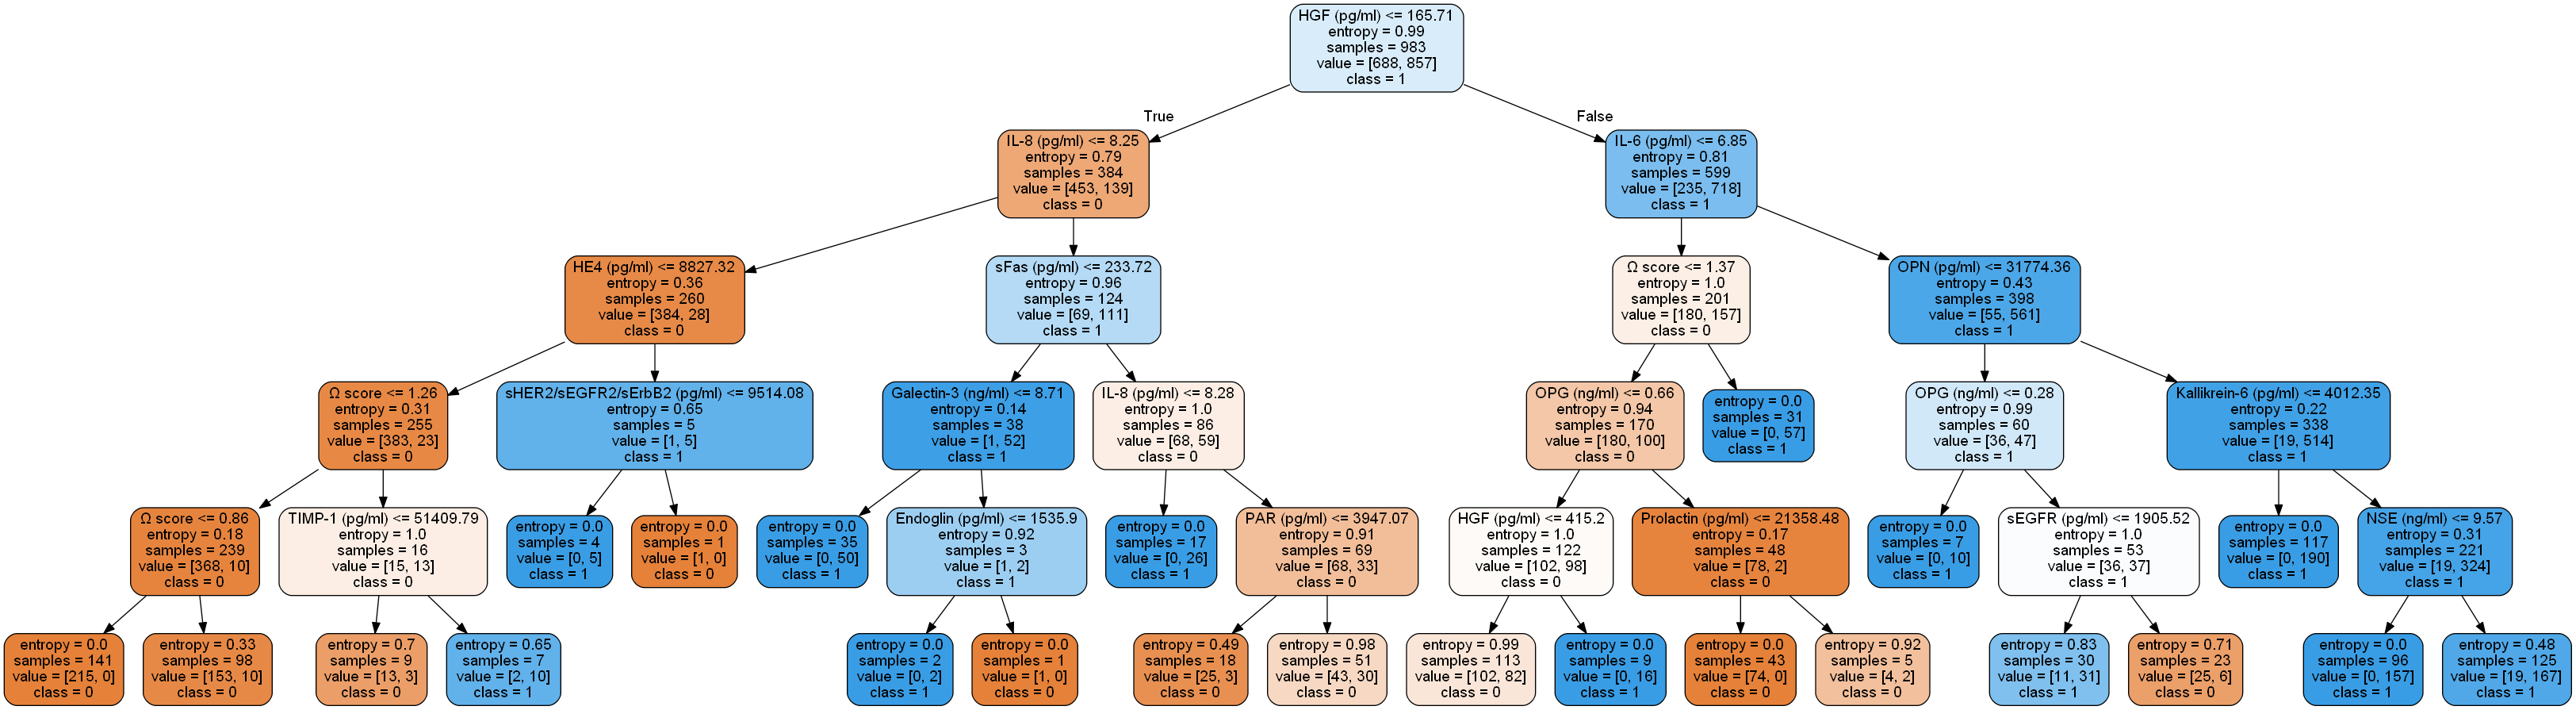 HGF (pg/ml) <= 165.71
entropy = 0.99
samples = 983
value = [688, 857]
class = 1
True
False
IL-8 (pg/ml) <= 8.25
entropy = 0.79
samples = 384
value = [453, 139]
class = 0
IL-6 (pg/ml) <= 6.85
entropy = 0.81
samples = 599
value = [235, 718]
class = 1
HE4 (pg/ml) <= 8827.32
entropy = 0.36
samples = 260
value = [384, 28]
class = 0
sFas (pg/ml) <= 233.72
entropy = 0.96
samples = 124
value = [69, 111]
class = 1
Ω score <= 1.37
entropy = 1.0
samples = 201
value = [180, 157]
class = 0
OPN (pg/ml) <= 31774.36
entropy = 0.43
samples = 398
value = [55, 561]
class = 1
Ω score <= 1.26
entropy = 0.31
samples = 255
value = [383, 23]
class = 0
sHER2/sEGFR2/sErbB2 (pg/ml) <= 9514.08
entropy = 0.65
samples = 5
value = [1, 5]
class = 1
Galectin-3 (ng/ml) <= 8.71
entropy = 0.14
samples = 38
value = [1, 52]
class = 1
IL-8 (pg/ml) <= 8.28
entropy = 1.0
samples = 86
value = [68, 59]
class = 0
OPG (ng/ml) <= 0.66
entropy = 0.94
samples = 170
value = [180, 100]
class = 0
entropy = 0.0
samples = 31
value = [0, 57]
class = 1
OPG (ng/ml) <= 0.28
entropy = 0.99
samples = 60
value = [36, 47]
class = 1
Kallikrein-6 (pg/ml) <= 4012.35
entropy = 0.22
samples = 338
value = [19, 514]
class = 1
Ω score <= 0.86
entropy = 0.18
samples = 239
value = [368, 10]
class = 0
TIMP-1 (pg/ml) <= 51409.79
entropy = 1.0
samples = 16
value = [15, 13]
class = 0
entropy = 0.0
samples = 4
value = [0, 5]
class = 1
entropy = 0.0
samples = 1
value = [1, 0]
class = 0
entropy = 0.0
samples = 35
value = [0, 50]
class = 1
Endoglin (pg/ml) <= 1535.9
entropy = 0.92
samples = 3
value = [1, 2]
class = 1
entropy = 0.0
samples = 17
value = [0, 26]
class = 1
PAR (pg/ml) <= 3947.07
entropy = 0.91
samples = 69
value = [68, 33]
class = 0
HGF (pg/ml) <= 415.2
entropy = 1.0
samples = 122
value = [102, 98]
class = 0
Prolactin (pg/ml) <= 21358.48
entropy = 0.17
samples = 48
value = [78, 2]
class = 0
entropy = 0.0
samples = 7
value = [0, 10]
class = 1
sEGFR (pg/ml) <= 1905.52
entropy = 1.0
samples = 53
value = [36, 37]
class = 1
entropy = 0.0
samples = 117
value = [0, 190]
class = 1
NSE (ng/ml) <= 9.57
entropy = 0.31
samples = 221
value = [19, 324]
class = 1
entropy = 0.0
samples = 141
value = [215, 0]
class = 0
entropy = 0.33
samples = 98
value = [153, 10]
class = 0
entropy = 0.7
samples = 9
value = [13, 3]
class = 0
entropy = 0.65
samples = 7
value = [2, 10]
class = 1
entropy = 0.0
samples = 2
value = [0, 2]
class = 1
entropy = 0.0
samples = 1
value = [1, 0]
class = 0
entropy = 0.49
samples = 18
value = [25, 3]
class = 0
entropy = 0.98
samples = 51
value = [43, 30]
class = 0
entropy = 0.99
samples = 113
value = [102, 82]
class = 0
entropy = 0.0
samples = 9
value = [0, 16]
class = 1
entropy = 0.0
samples = 43
value = [74, 0]
class = 0
entropy = 0.92
samples = 5
value = [4, 2]
class = 0
entropy = 0.83
samples = 30
value = [11, 31]
class = 1
entropy = 0.71
samples = 23
value = [25, 6]
class = 0
entropy = 0.0
samples = 96
value = [0, 157]
class = 1
entropy = 0.48
samples = 125
value = [19, 167]
class = 1